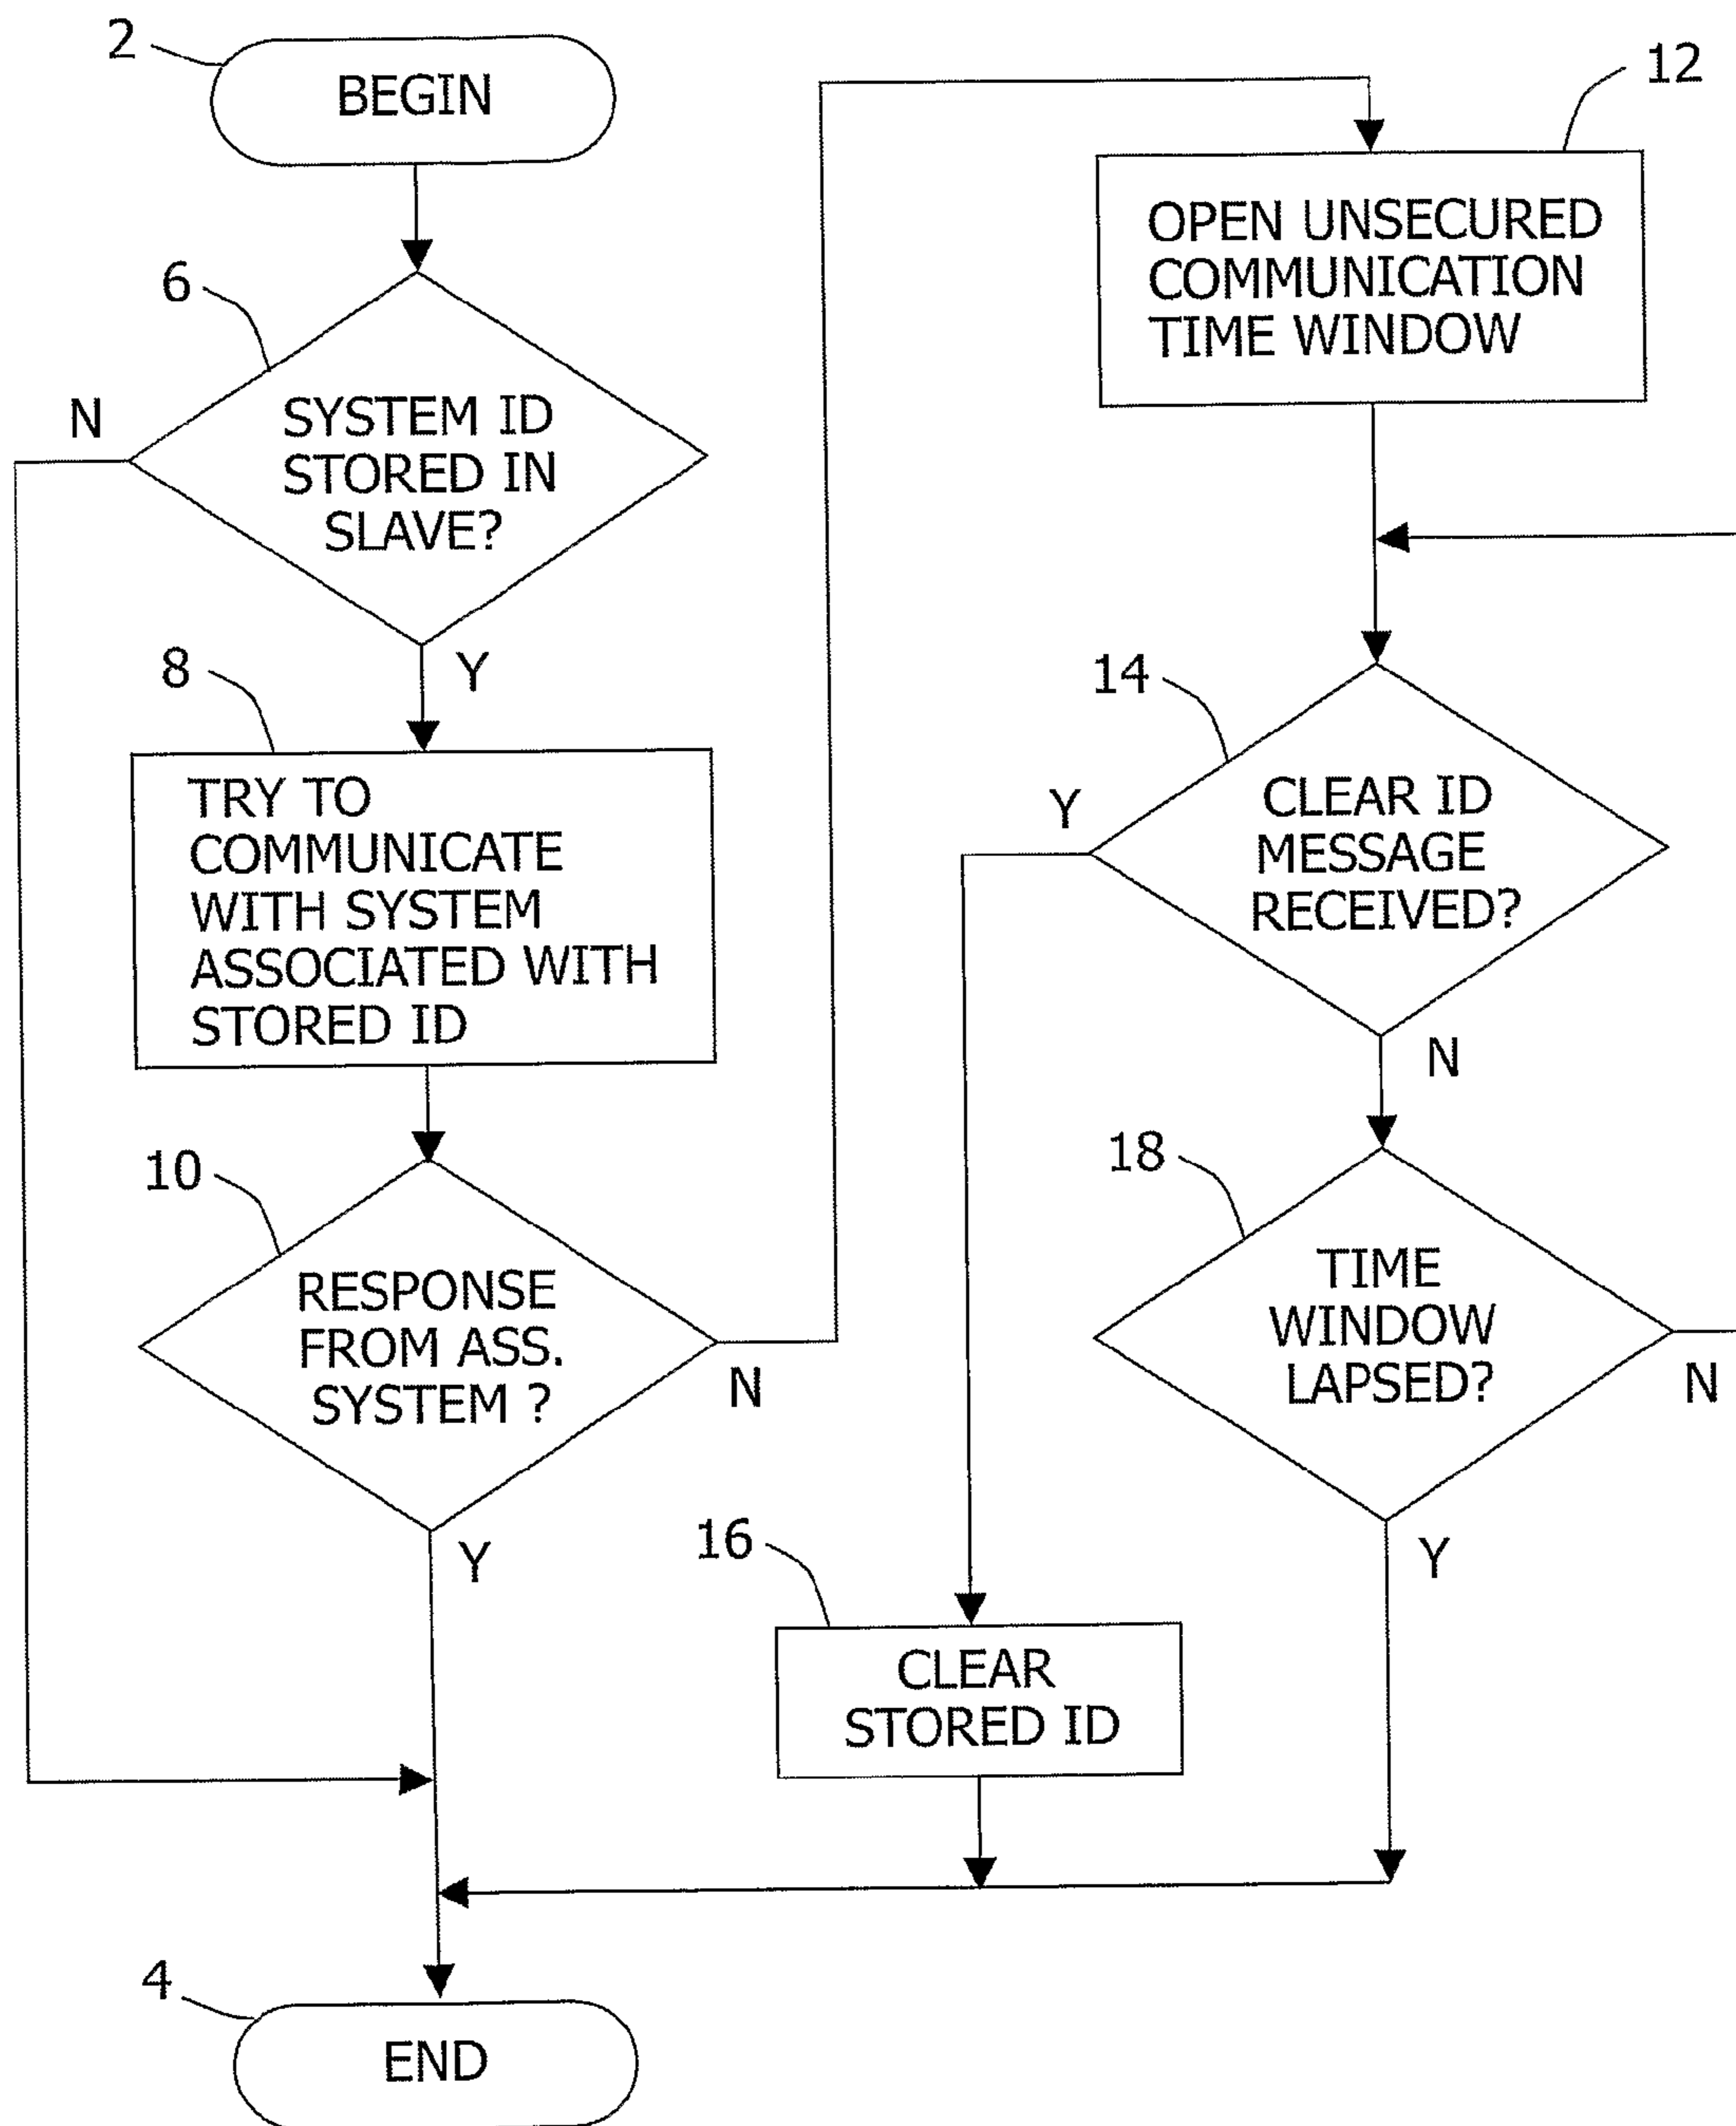 2
BEGIN
6
N
SYSTEM ID
STORED IN
SLAVE?
Y
8
TRY TO
COMMUNICATE
WITH SYSTEM
ASSOCIATED WITH
STORED ID
10
RESPONSE
FROM ASS.
SYSTEM ?
N
Y
12
OPEN UNSECURED
COMMUNICATION
TIME WINDOW
14
Y
CLEAR ID
MESSAGE
RECEIVED?
N
18
TIME
WINDOW
LAPSED?
N
Y
16
CLEAR
STORED ID
4
END